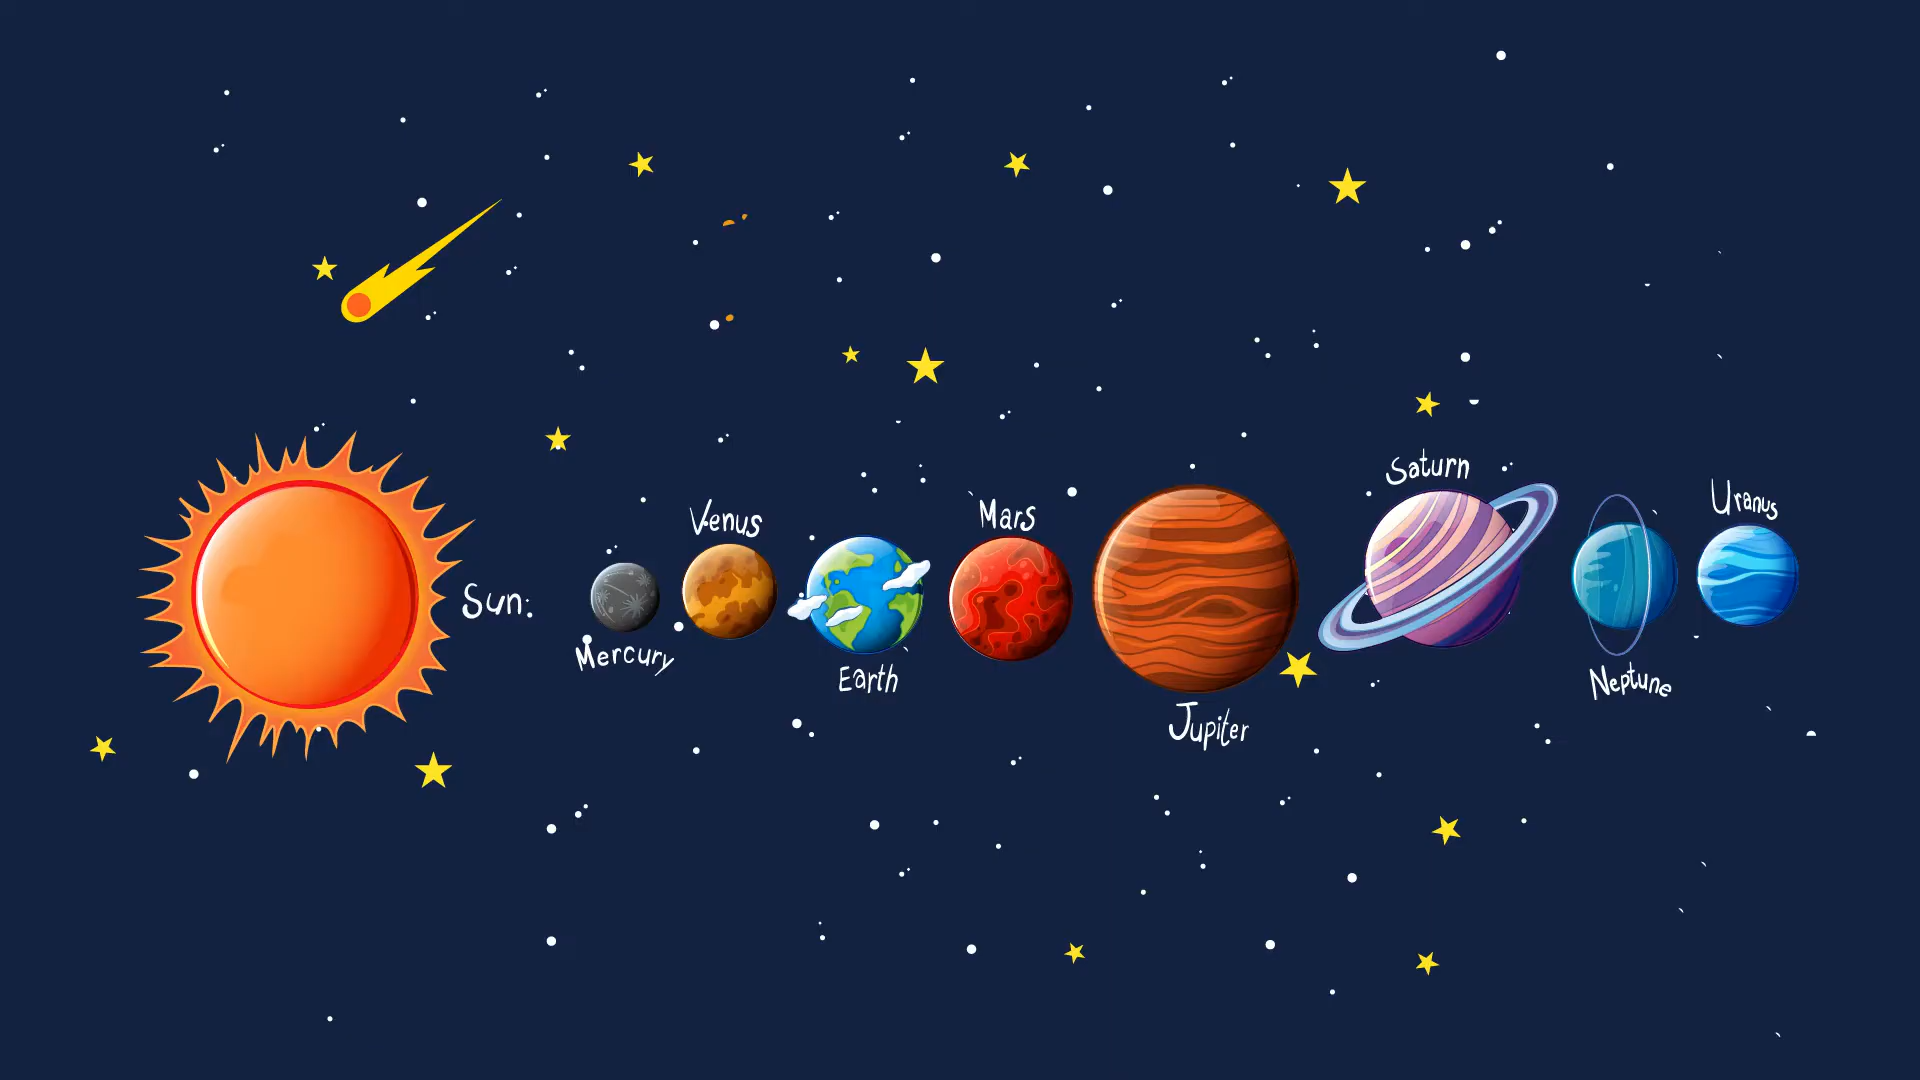 Sun.
Mercury
Venus
Earth
Mars
Jupiter
Saturn
Neptune
Uranus